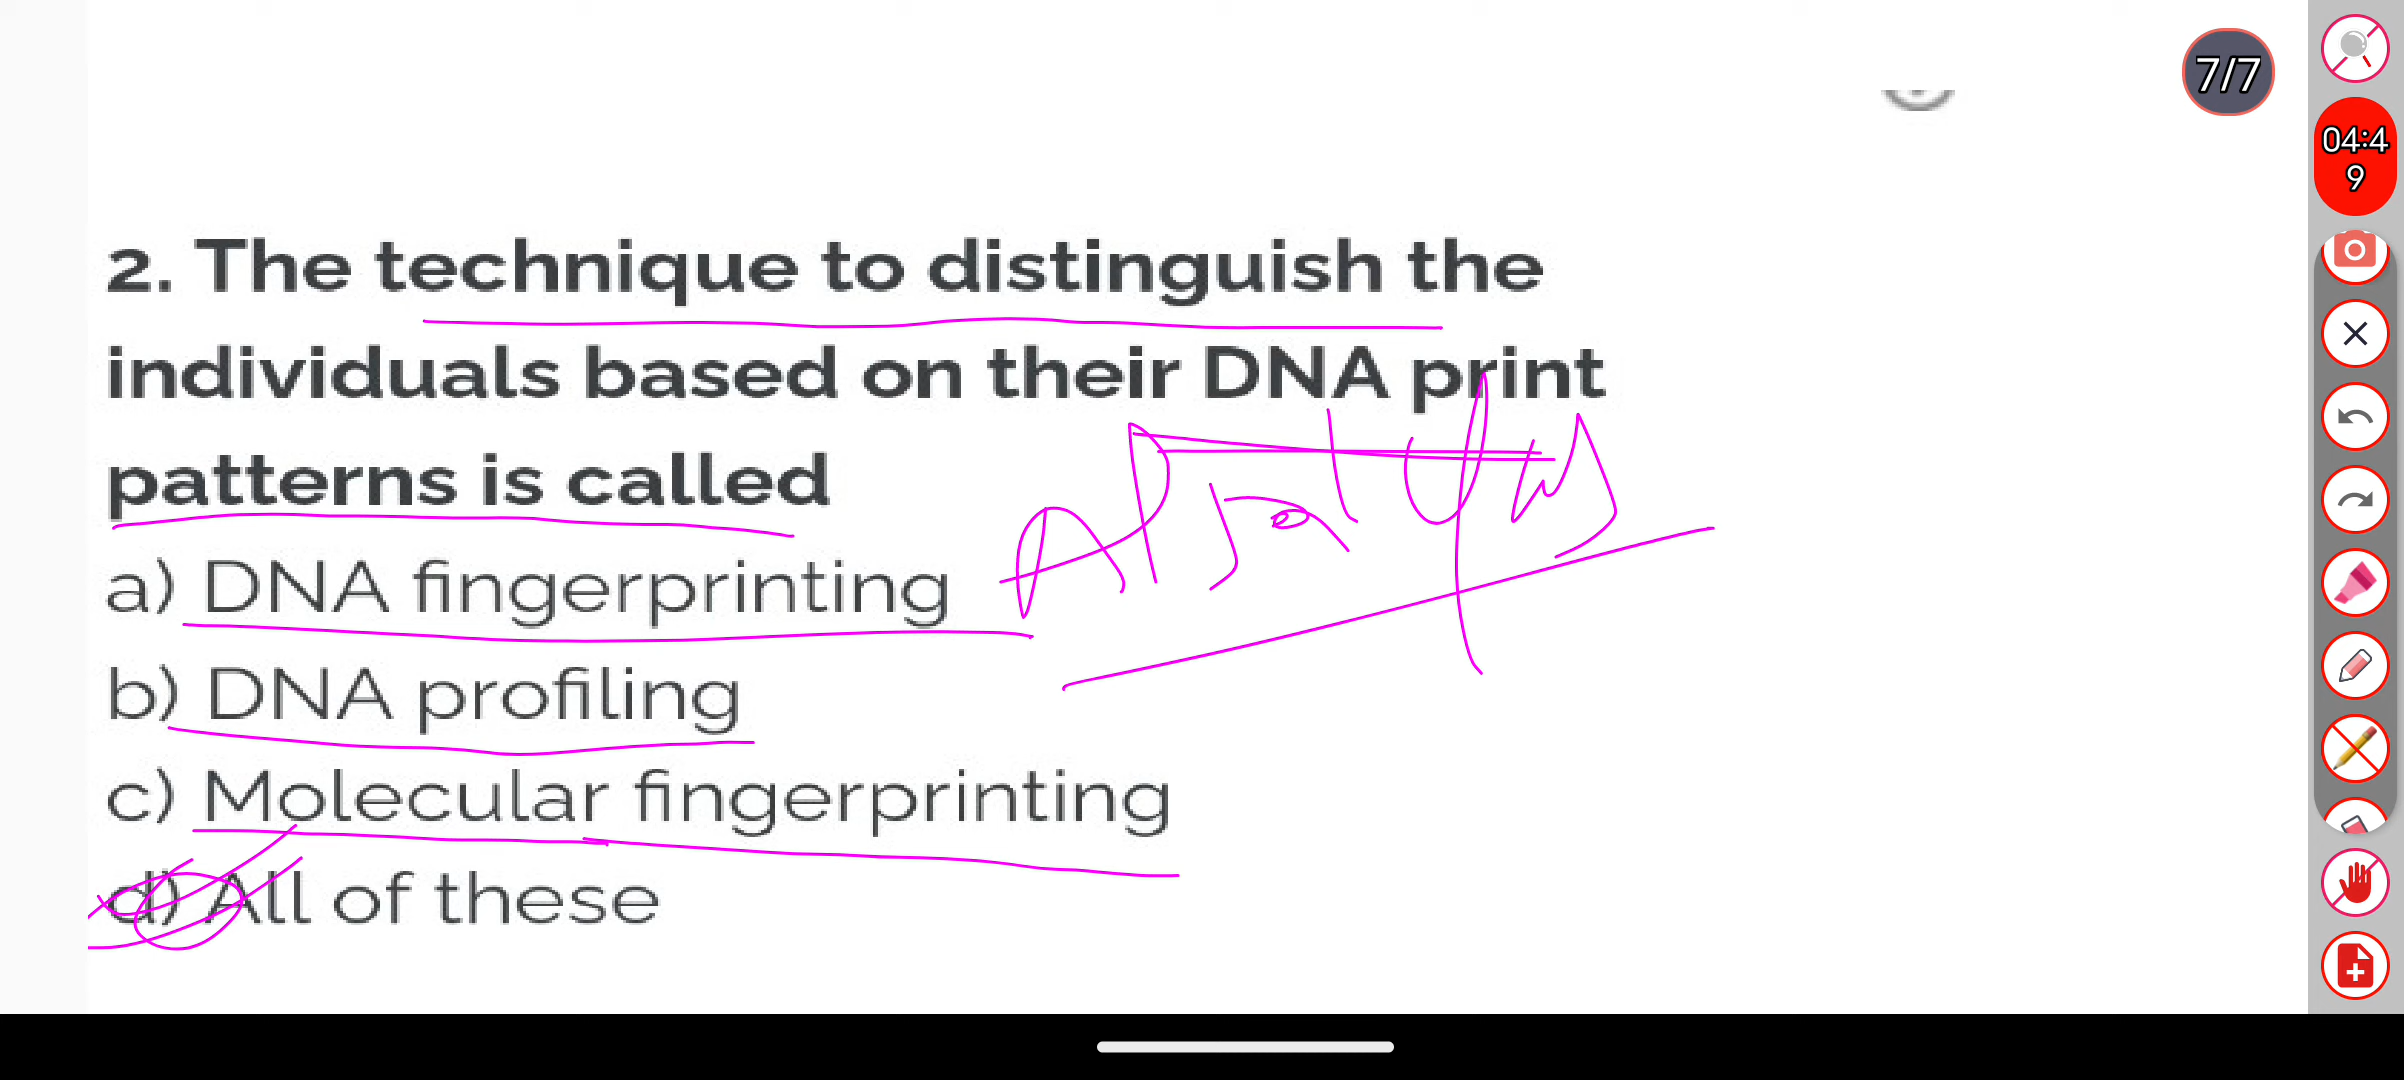 7/7
04:4
9
2. The technique to distinguish the
individuals based on their DNA print
patterns is called
a) DNA fingerprinting
b) DNA profiling
c) Molecular fingerprinting
d) All of these